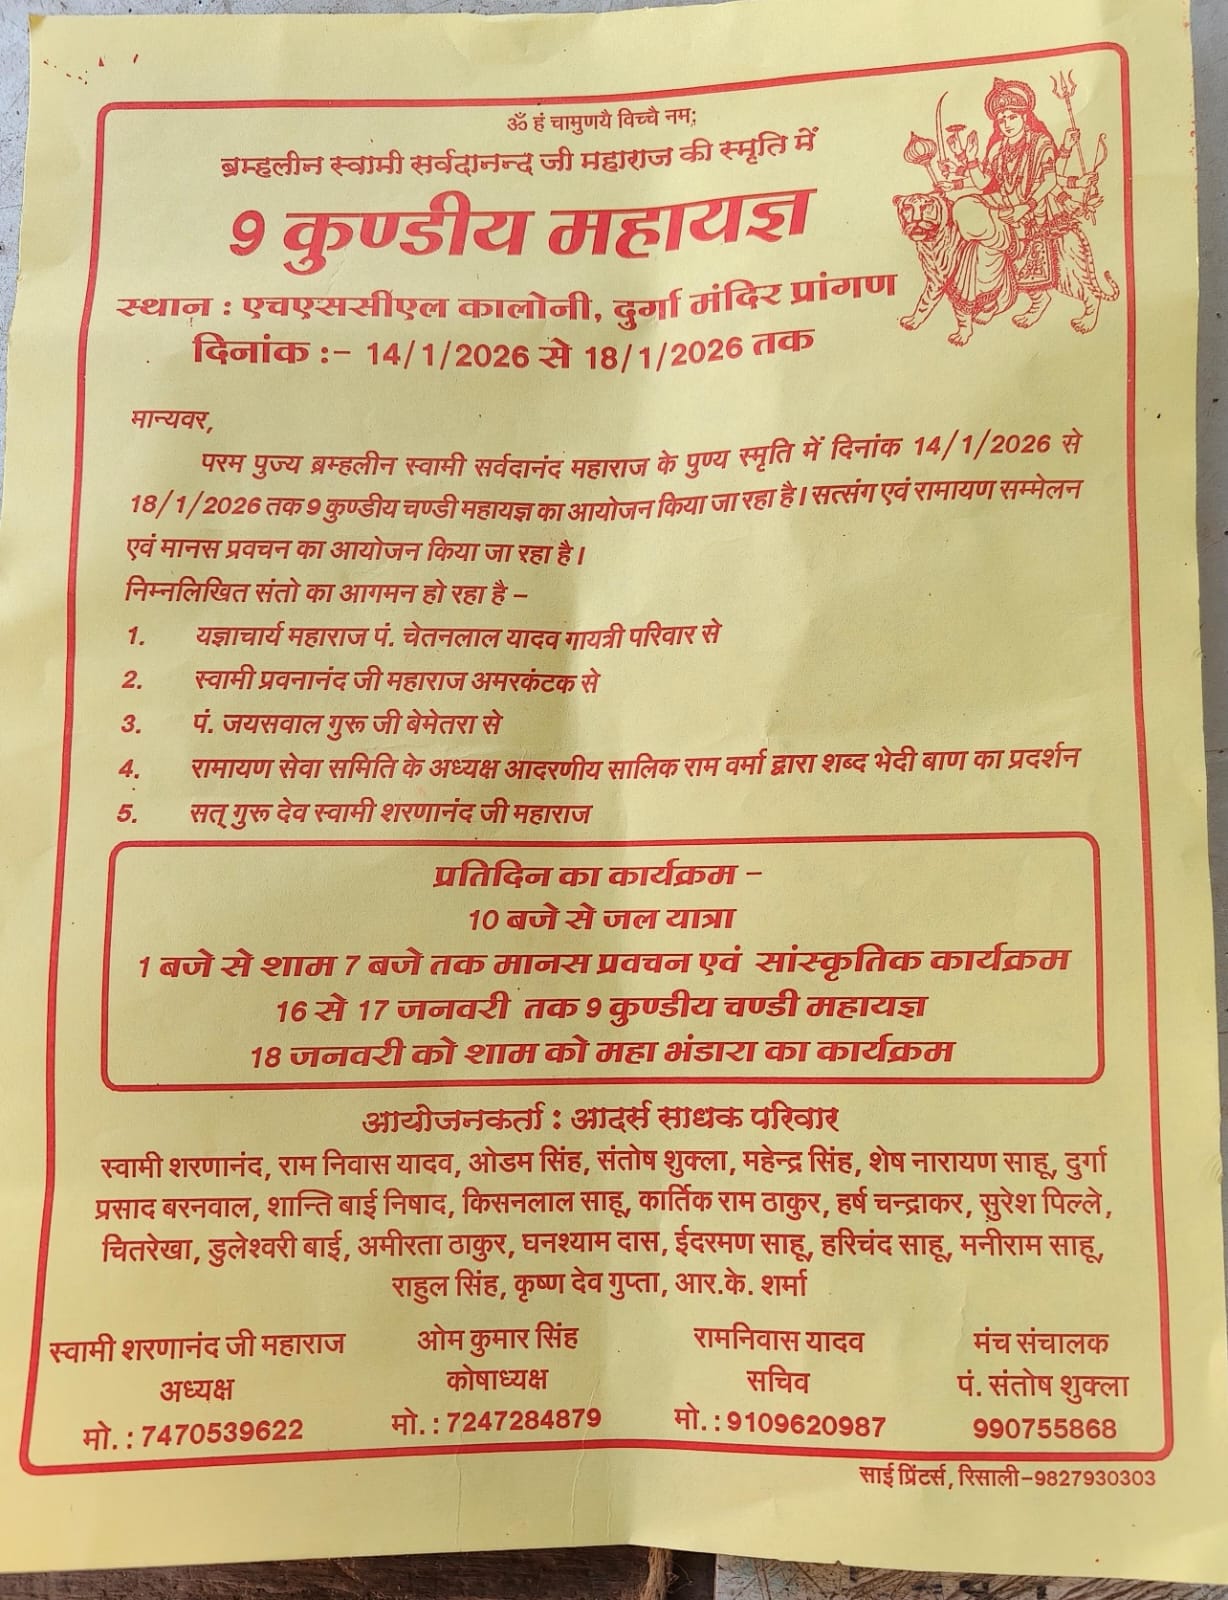 ॐ हं चामुणयै विच्चै नमः
ब्रम्हलीन स्वामी सर्वदानन्द जी महाराज की स्मृति में
9 कुण्डीय महायज्ञ
स्थान : एचएससीएल कालोनी, दुर्गा मंदिर प्रांगण
दिनांक :- 14/1/2026 से 18/1/2026 तक
मान्यवर,
परम पुज्य ब्रम्हलीन स्वामी सर्वदानंद महाराज के पुण्य स्मृति में दिनांक 14/1/2026 से
18/1/2026 तक 9 कुण्डीय चण्डी महायज्ञ का आयोजन किया जा रहा है। सत्संग एवं रामायण सम्मेलन
एवं मानस प्रवचन का आयोजन किया जा रहा है।
निम्नलिखित संतो का आगमन हो रहा है -
1. यज्ञाचार्य महाराज पं. चेतनलाल यादव गायत्री परिवार से
2. स्वामी प्रवनानंद जी महाराज अमरकंटक से
3. पं. जयसवाल गुरू जी बेमेतरा से
4. रामायण सेवा समिति के अध्यक्ष आदरणीय सालिक राम वर्मा द्वारा शब्द भेदी बाण का प्रदर्शन
5. सत् गुरू देव स्वामी शरणानंद जी महाराज
प्रतिदिन का कार्यक्रम -
10 बजे से जल यात्रा
1 बजे से शाम 7 बजे तक मानस प्रवचन एवं सांस्कृतिक कार्यक्रम
16 से 17 जनवरी तक 9 कुण्डीय चण्डी महायज्ञ
18 जनवरी को शाम को महा भंडारा का कार्यक्रम
आयोजनकर्ता : आदर्स साधक परिवार
स्वामी शरणानंद, राम निवास यादव, ओडम सिंह, संतोष शुक्ला, महेन्द्र सिंह, शेष नारायण साहू, दुर्गा
प्रसाद बरनवाल, शान्ति बाई निषाद, किसनलाल साहू, कार्तिक राम ठाकुर, हर्ष चन्द्राकर, सुरेश पिल्ले,
चितरेखा, डुलेश्वरी बाई, अमीरता ठाकुर, घनश्याम दास, ईदरमण साहू, हरिचंद साहू, मनीराम साहू,
राहुल सिंह, कृष्ण देव गुप्ता, आर.के. शर्मा
स्वामी शरणानंद जी महाराज ओम कुमार सिंह रामनिवास यादव मंच संचालक
अध्यक्ष कोषाध्यक्ष सचिव पं. संतोष शुक्ला
मो. : 7470539622 मो. : 7247284879 मो. : 9109620987 990755868
साई प्रिंटर्स, रिसाली-9827930303